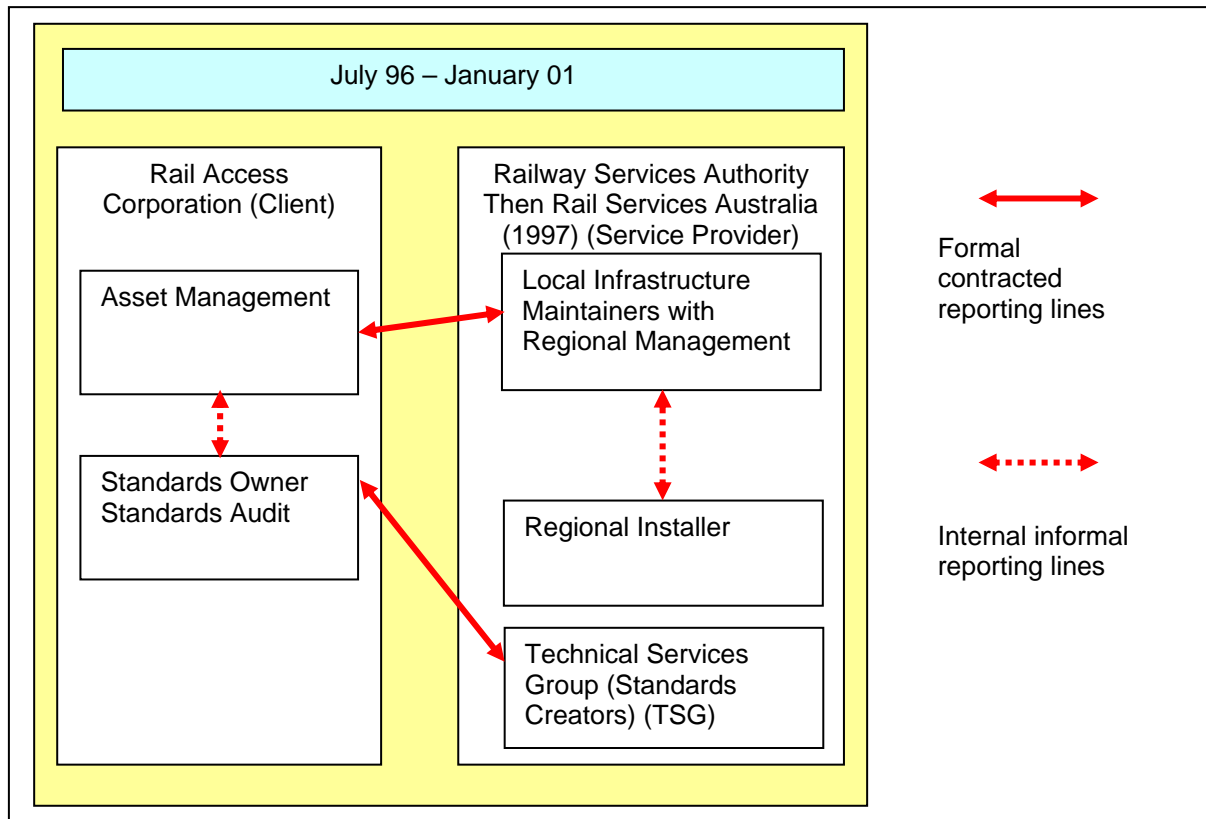 July 96 – January 01
Rail Access
Corporation (Client)
Asset Management
Standards Owner
Standards Audit
Railway Services Authority
Then Rail Services Australia
(1997) (Service Provider)
Local Infrastructure
Maintainers with
Regional Management
Regional Installer
Technical Services
Group (Standards
Creators) (TSG)
Formal
contracted
reporting lines
Internal informal
reporting lines